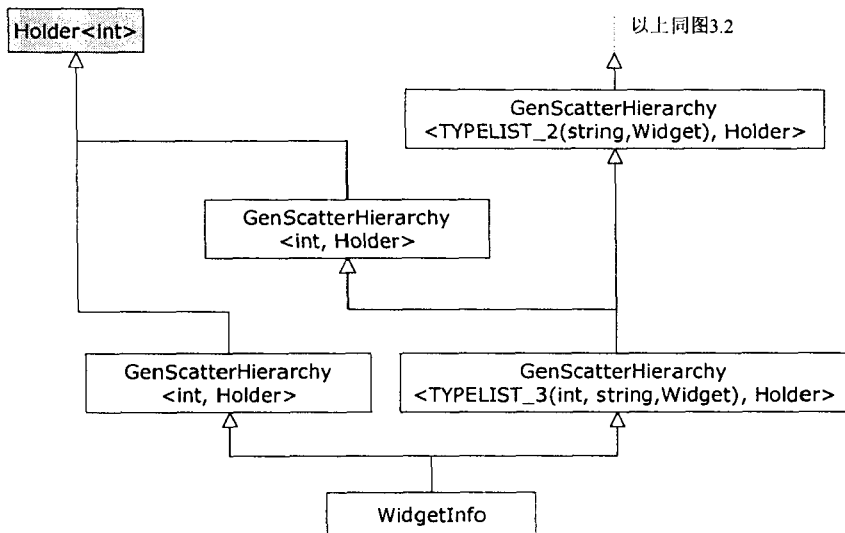 Holder<int>
以上同图3.2
GenScatterHierarchy
<TYPELIST_2(string,Widget), Holder>
GenScatterHierarchy
<int, Holder>
GenScatterHierarchy
<int, Holder>
GenScatterHierarchy
<TYPELIST_3(int, string,Widget), Holder>
WidgetInfo